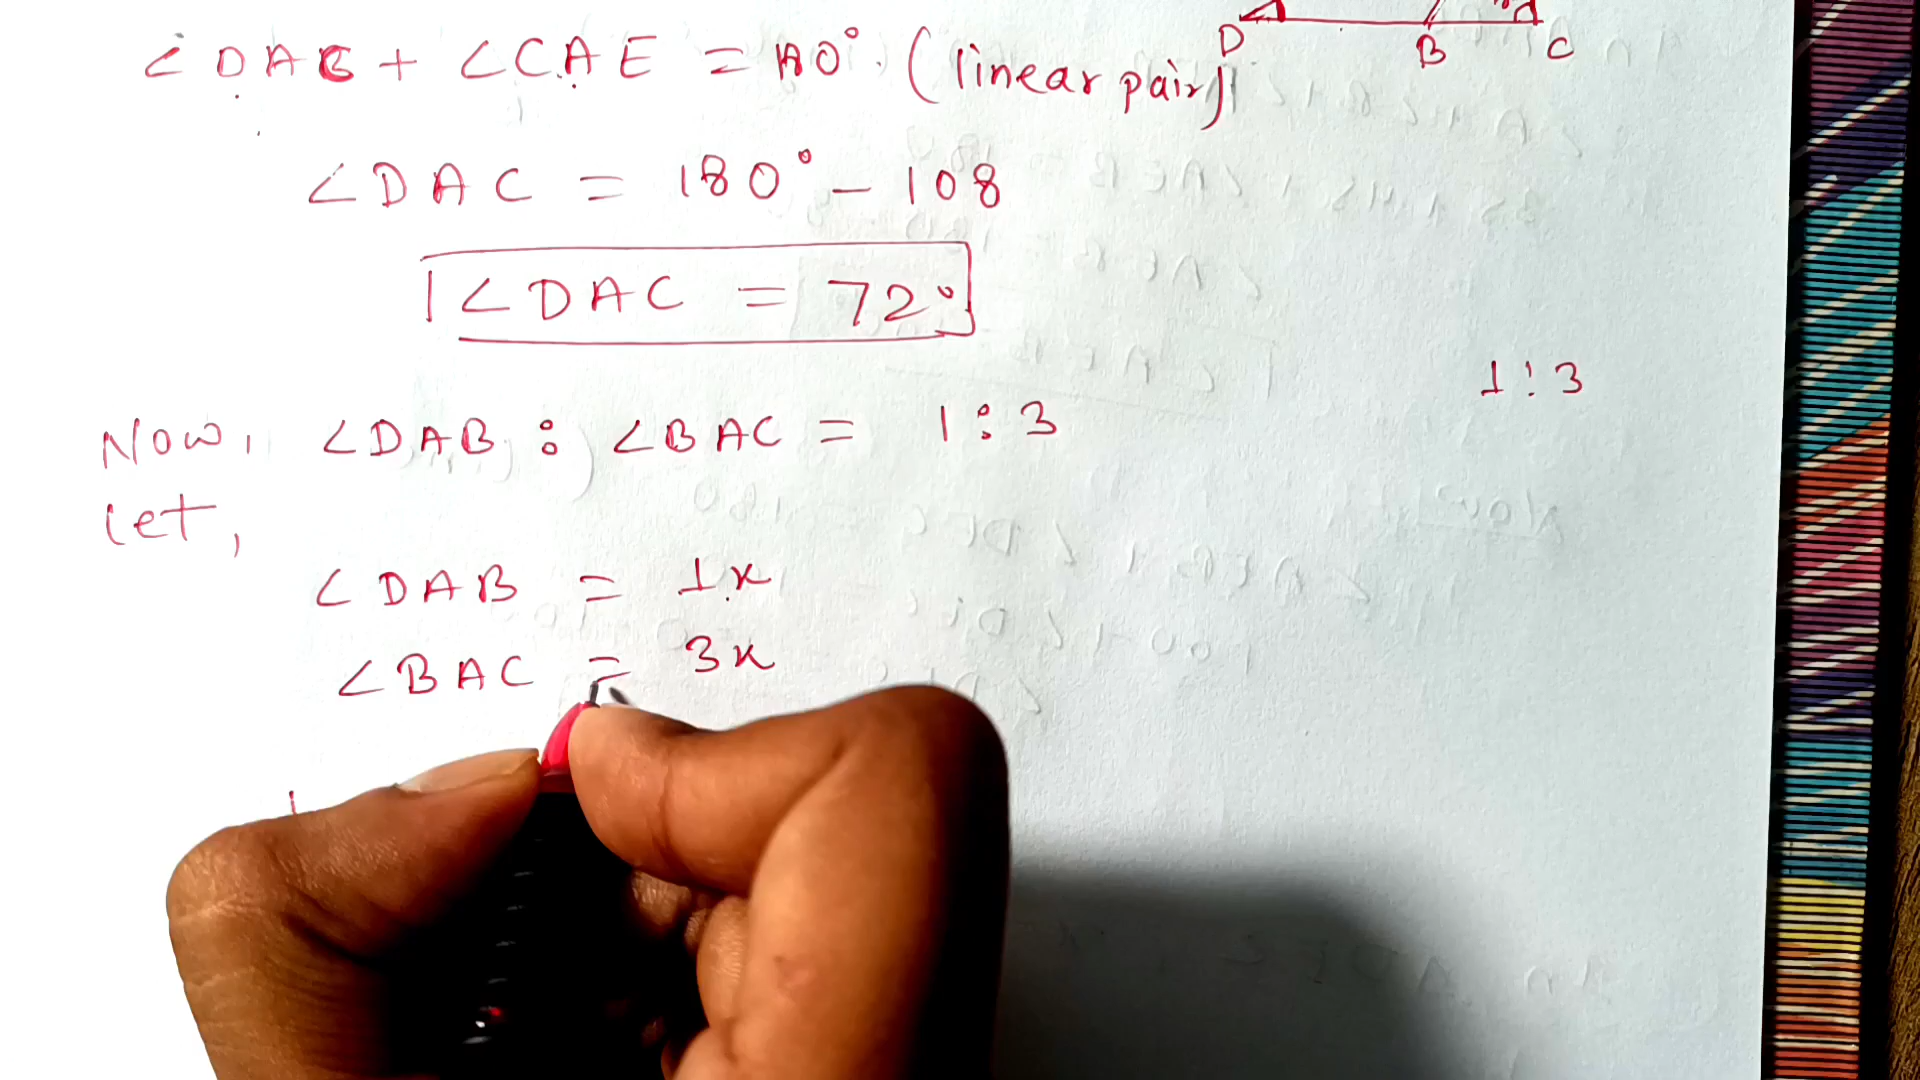 D B C
∠DAC + ∠CAE = 180°. (linear pair)
∠DAC = 180° - 108
∠DAC = 72°
1:3
Now, ∠DAB : ∠BAC = 1:3
let,
∠DAB = 1x
∠BAC = 3x